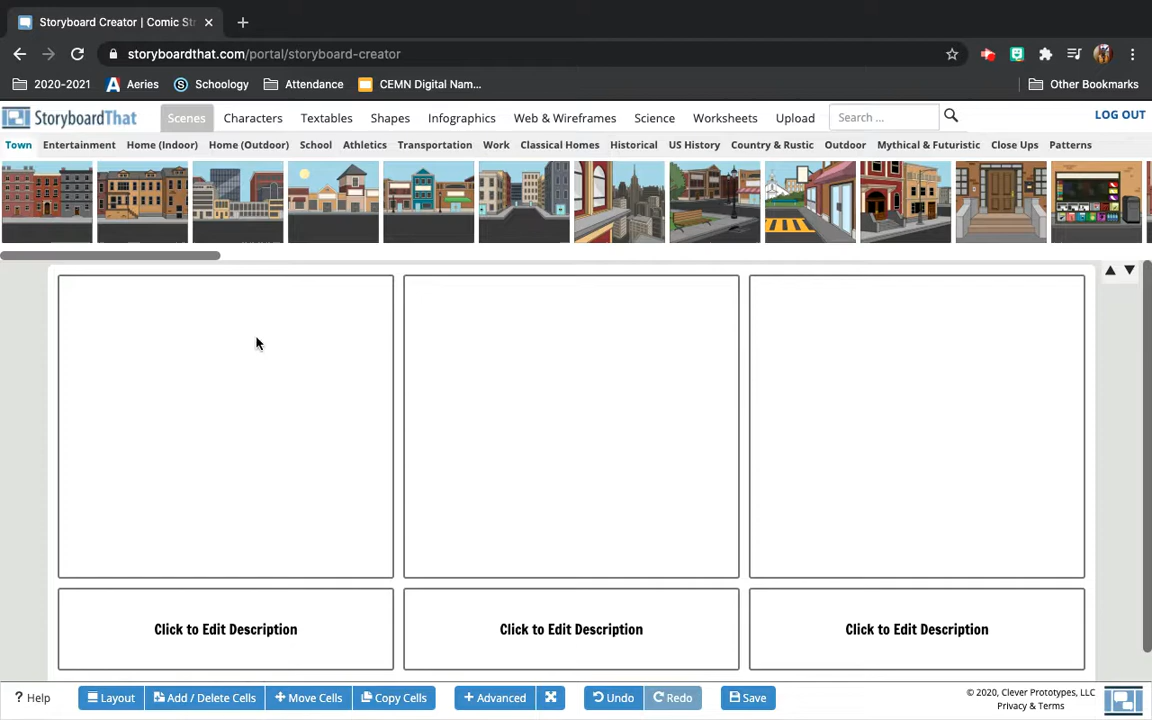 Storyboard Creator | Comic St
storyboardthat.com/portal/storyboard-creator
2020-2021 Aeries Schoology Attendance CEMN Digital Nam... Other Bookmarks
StoryboardThat Scenes Characters Textables Shapes Infographics Web & Wireframes Science Worksheets Upload Search ... LOG OUT
Town Entertainment Home (Indoor) Home (Outdoor) School Athletics Transportation Work Classical Homes Historical US History Country & Rustic Outdoor Mythical & Futuristic Close Ups Patterns
Click to Edit Description Click to Edit Description Click to Edit Description
? Help Layout Add / Delete Cells Move Cells Copy Cells + Advanced Undo Redo Save © 2020, Clever Prototypes, LLC
Privacy & Terms